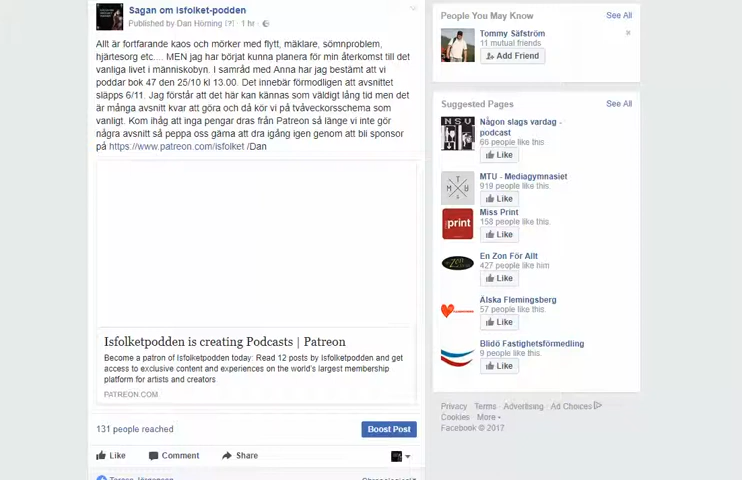 Sagan om isfolket-podden
Published by Dan Horning [?] · 1 hr ·
Allt är fortfarande kaos och mörker med flytt, mäklare, sömnproblem,
hjärtesorg etc.... MEN jag har börjat kunna planera för min återkomst till det
vanliga livet i människobyn. I samråd med Anna har jag bestämt att vi
poddar bok 47 den 25/10 kl 13.00. Det innebär förmodligen att avsnittet
släpps 6/11. Jag förstår att det här kan kännas som väldigt lång tid men det
är många avsnitt kvar att göra och då kör vi på tvåveckorsschema som
vanligt. Kom ihåg att inga pengar dras från Patreon så länge vi inte gör
några avsnitt så peppa oss gärna att dra igång igen genom att bli sponsor
på https://www.patreon.com/isfolket /Dan
Isfolketpodden is creating Podcasts | Patreon
Become a patron of Isfolketpodden today: Read 12 posts by Isfolketpodden and get
access to exclusive content and experiences on the world's largest membership
platform for artists and creators
PATREON.COM
131 people reached
Boost Post
Like Comment Share
People You May Know See All
Tommy Säfström
11 mutual friends
Add Friend
Suggested Pages See All
NSU
Någon slags vardag -
podcast
66 people like this.
Like
MTU - Mediagymnasiet
919 people like this.
Like
print
Miss Print
158 people like this.
Like
En Zon För Allt
427 people like him
Like
Älska Flemingsberg
57 people like this.
Like
Blidö Fastighetsförmedling
9 people like this.
Like
Privacy Terms Advertising Ad Choices
Cookies More
Facebook © 2017